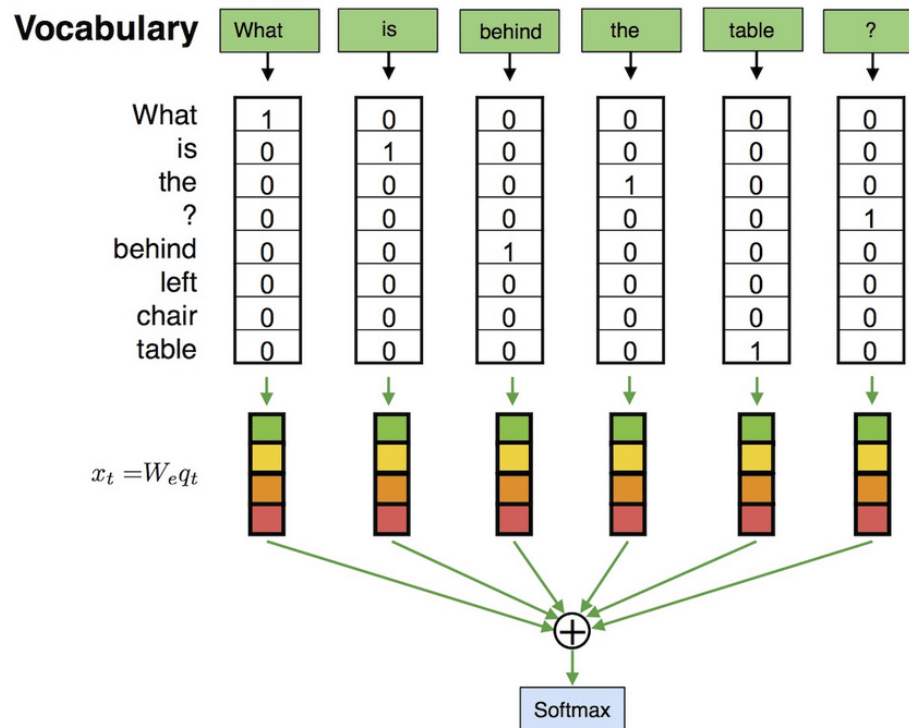 Vocabulary What is behind the table ?
What 1 0 0 0 0 0
is 0 1 0 0 0 0
the 0 0 0 1 0 0
? 0 0 0 0 0 1
behind 0 0 1 0 0 0
left 0 0 0 0 0 0
chair 0 0 0 0 0 0
table 0 0 0 0 1 0
x_t = W_e q_t
+
Softmax